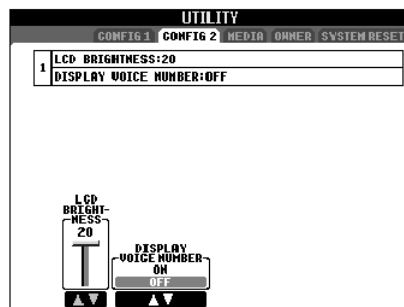 UTILITY
CONFIG 1 CONFIG 2 MEDIA OWNER SYSTEM RESET
1
LCD BRIGHTNESS:20
DISPLAY VOICE NUMBER:OFF
LCD
BRIGHT-
NESS
20
DISPLAY
VOICE NUMBER
ON
OFF